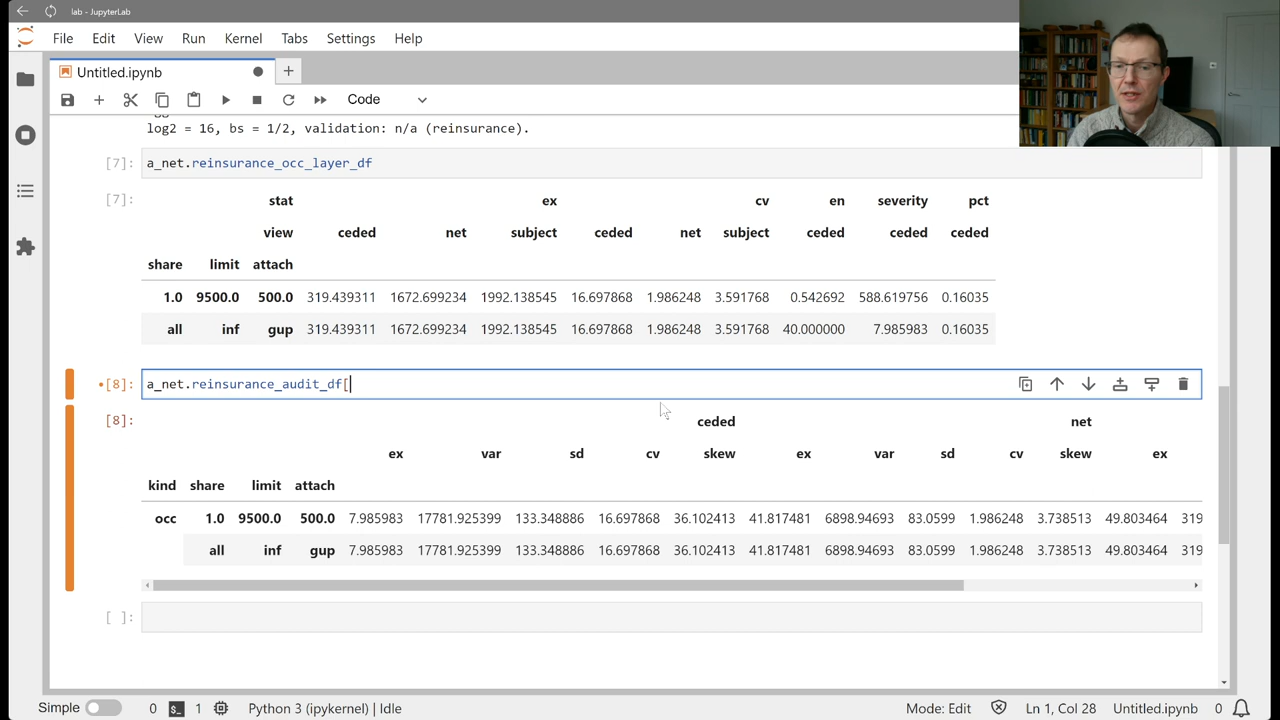 lab - JupyterLab
File Edit View Run Kernel Tabs Settings Help
Untitled.ipynb
Code
log2 = 16, bs = 1/2, validation: n/a (reinsurance).
[7]: a_net.reinsurance_occ_layer_df
[7]: stat ex cv en severity pct
view ceded net subject ceded net subject ceded ceded ceded
share limit attach
1.0 9500.0 500.0 319.439311 1672.699234 1992.138545 16.697868 1.986248 3.591768 0.542692 588.619756 0.16035
all inf gup 319.439311 1672.699234 1992.138545 16.697868 1.986248 3.591768 40.000000 7.985983 0.16035
•[8]: a_net.reinsurance_audit_df[
[8]: ceded net
ex var sd cv skew ex var sd cv skew ex
kind share limit attach
occ 1.0 9500.0 500.0 7.985983 17781.925399 133.348886 16.697868 36.102413 41.817481 6898.94693 83.0599 1.986248 3.738513 49.803464 319
all inf gup 7.985983 17781.925399 133.348886 16.697868 36.102413 41.817481 6898.94693 83.0599 1.986248 3.738513 49.803464 319
[ ]:
Simple 0 1 Python 3 (ipykernel) | Idle Mode: Edit Ln 1, Col 28 Untitled.ipynb 0